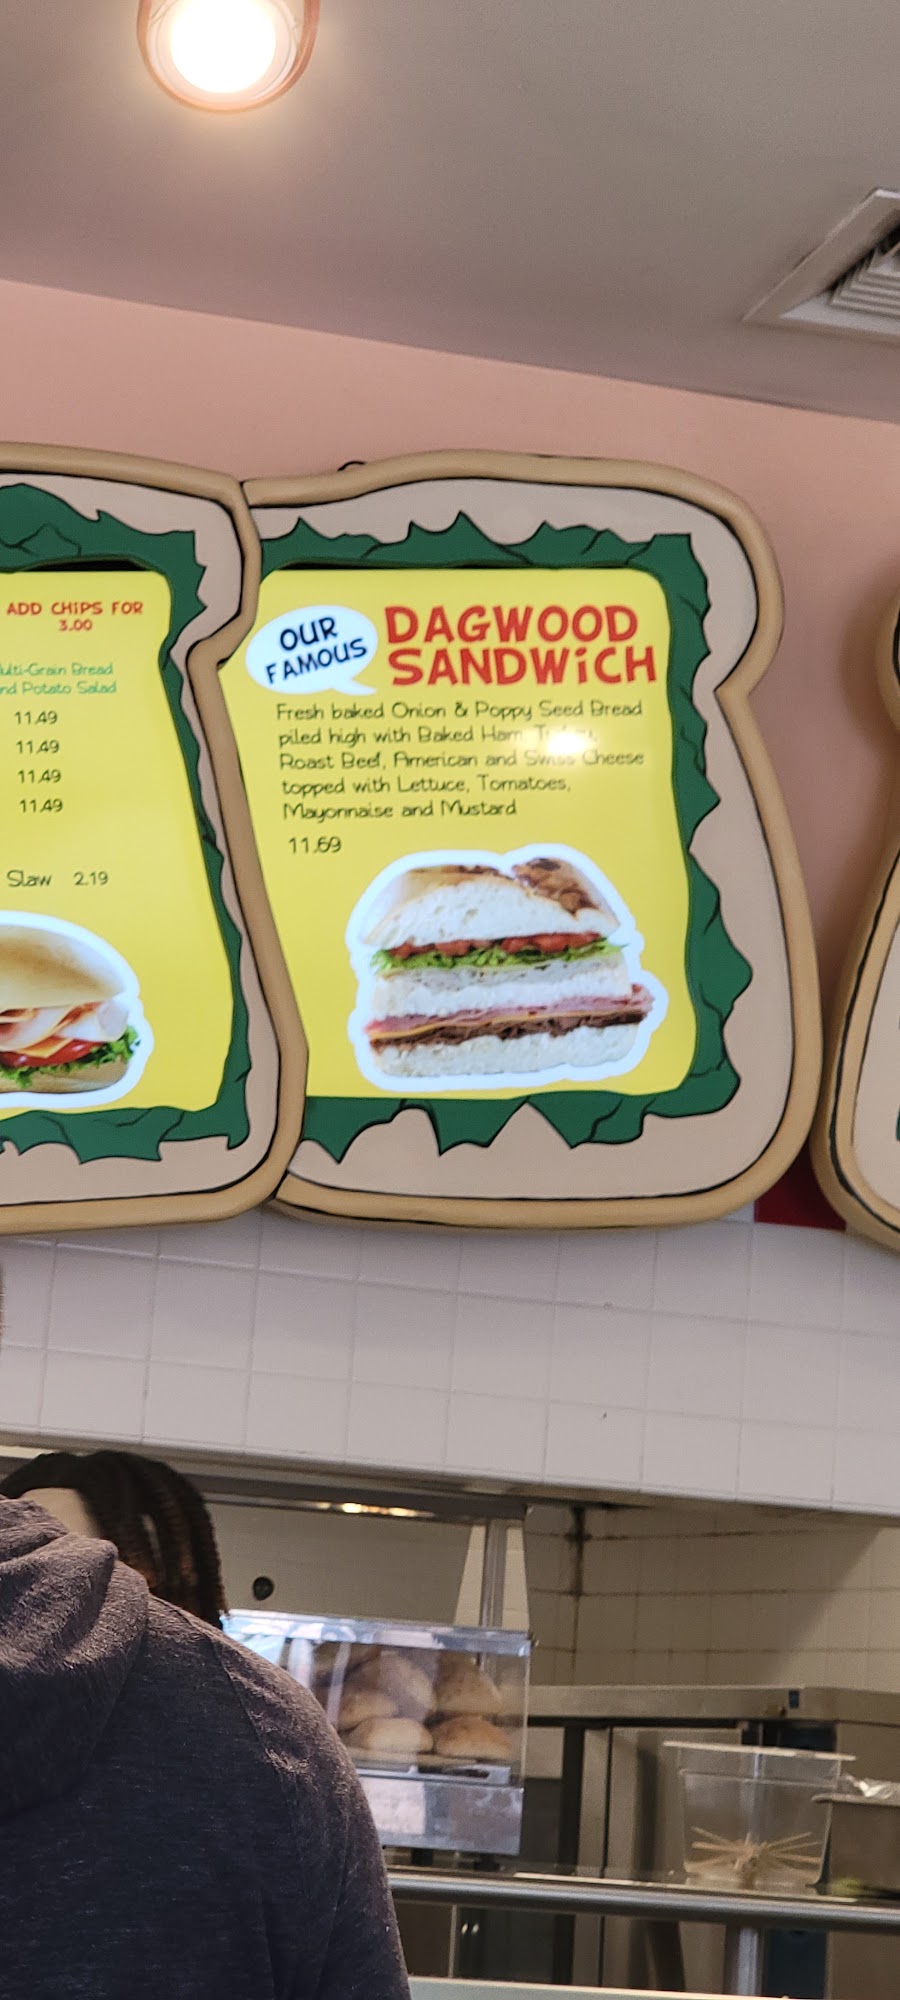 ADD CHiPS FOR
3.00
Multi-Grain Bread
and Potato Salad
11.49
11.49
11.49
11.49
Slaw 2.19
OUR
FAMOUS
DAGWOOD
SANDWiCH
Fresh baked Onion & Poppy Seed Bread
piled high with Baked Ham, Turkey,
Roast Beef, American and Swiss Cheese
topped with Lettuce, Tomatoes,
Mayonnaise and Mustard
11.69